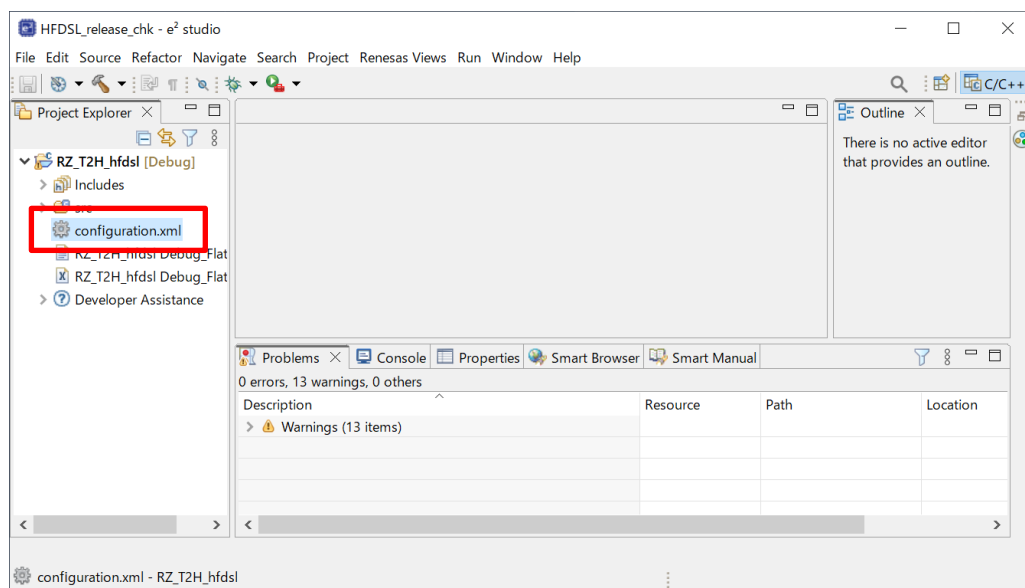 HFDSL_release_chk - e² studio
File Edit Source Refactor Navigate Search Project Renesas Views Run Window Help
C/C++
Project Explorer
RZ_T2H_hfdsl [Debug]
Includes
src
configuration.xml
RZ_T2H_hfdsl Debug_Flat
RZ_T2H_hfdsl Debug_Flat
Developer Assistance
Outline
There is no active editor
that provides an outline.
Problems Console Properties Smart Browser Smart Manual
0 errors, 13 warnings, 0 others
Description Resource Path Location
Warnings (13 items)
configuration.xml - RZ_T2H_hfdsl